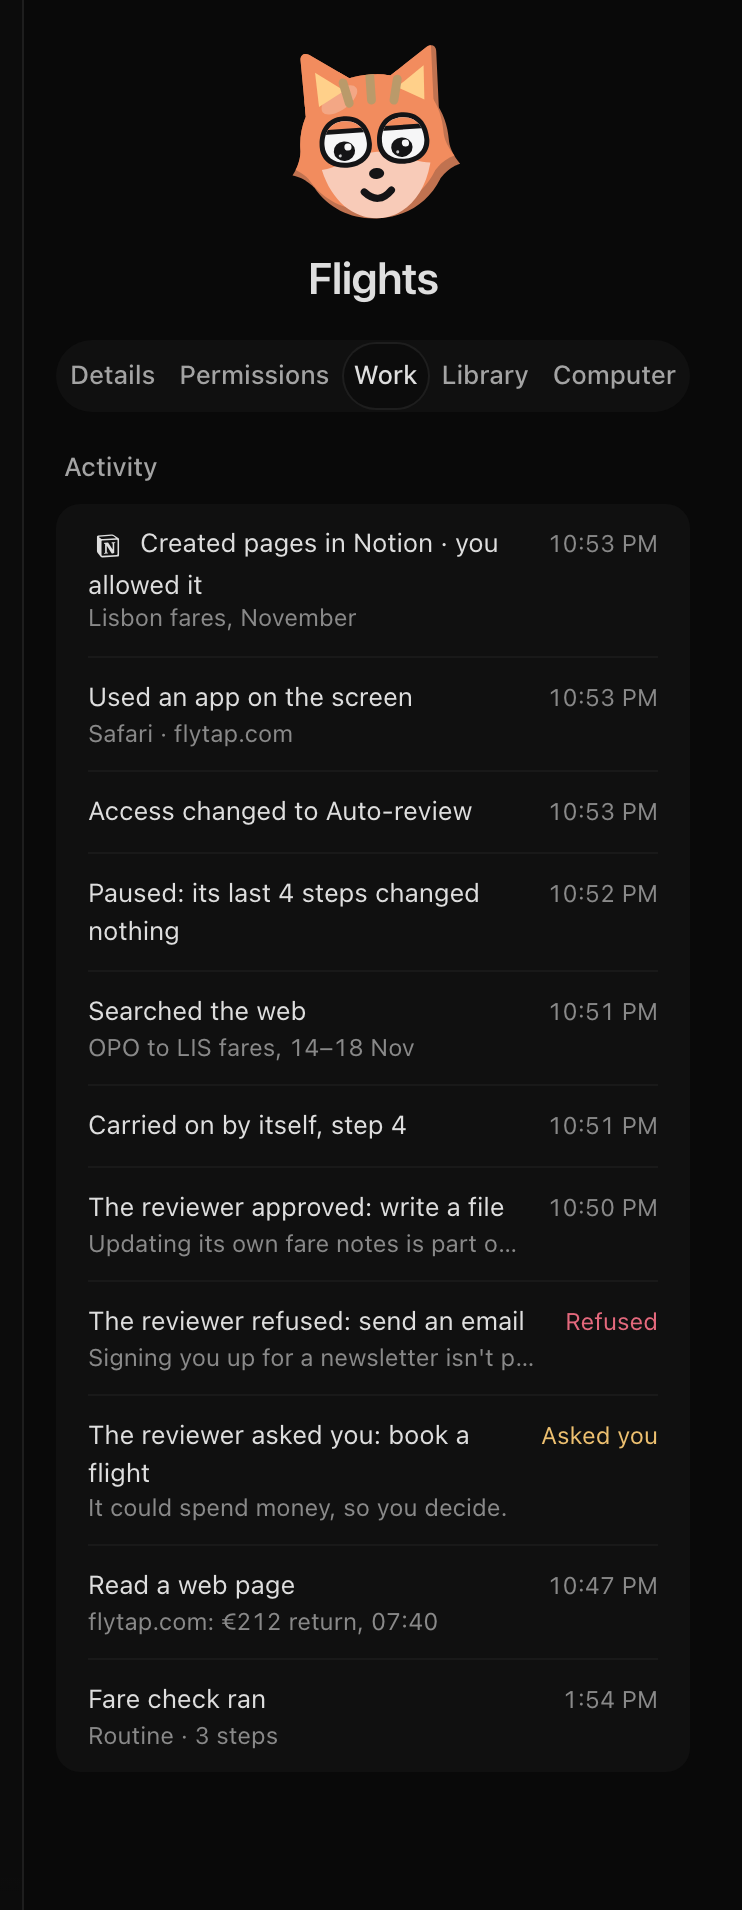 Flights
Details Permissions Work Library Computer
Activity
Created pages in Notion · you 10:53 PM
allowed it
Lisbon fares, November
Used an app on the screen 10:53 PM
Safari · flytap.com
Access changed to Auto-review 10:53 PM
Paused: its last 4 steps changed 10:52 PM
nothing
Searched the web 10:51 PM
OPO to LIS fares, 14–18 Nov
Carried on by itself, step 4 10:51 PM
The reviewer approved: write a file 10:50 PM
Updating its own fare notes is part o...
The reviewer refused: send an email Refused
Signing you up for a newsletter isn't p...
The reviewer asked you: book a Asked you
flight
It could spend money, so you decide.
Read a web page 10:47 PM
flytap.com: €212 return, 07:40
Fare check ran 1:54 PM
Routine · 3 steps